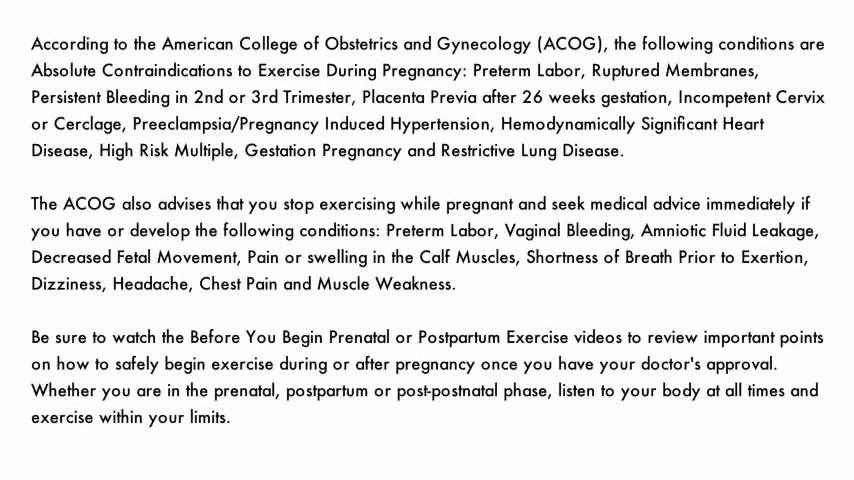 According to the American College of Obstetrics and Gynecology (ACOG), the following conditions are
Absolute Contraindications to Exercise During Pregnancy: Preterm Labor, Ruptured Membranes,
Persistent Bleeding in 2nd or 3rd Trimester, Placenta Previa after 26 weeks gestation, Incompetent Cervix
or Cerclage, Preeclampsia/Pregnancy Induced Hypertension, Hemodynamically Significant Heart
Disease, High Risk Multiple, Gestation Pregnancy and Restrictive Lung Disease.
The ACOG also advises that you stop exercising while pregnant and seek medical advice immediately if
you have or develop the following conditions: Preterm Labor, Vaginal Bleeding, Amniotic Fluid Leakage,
Decreased Fetal Movement, Pain or swelling in the Calf Muscles, Shortness of Breath Prior to Exertion,
Dizziness, Headache, Chest Pain and Muscle Weakness.
Be sure to watch the Before You Begin Prenatal or Postpartum Exercise videos to review important points
on how to safely begin exercise during or after pregnancy once you have your doctor's approval.
Whether you are in the prenatal, postpartum or post-postnatal phase, listen to your body at all times and
exercise within your limits.